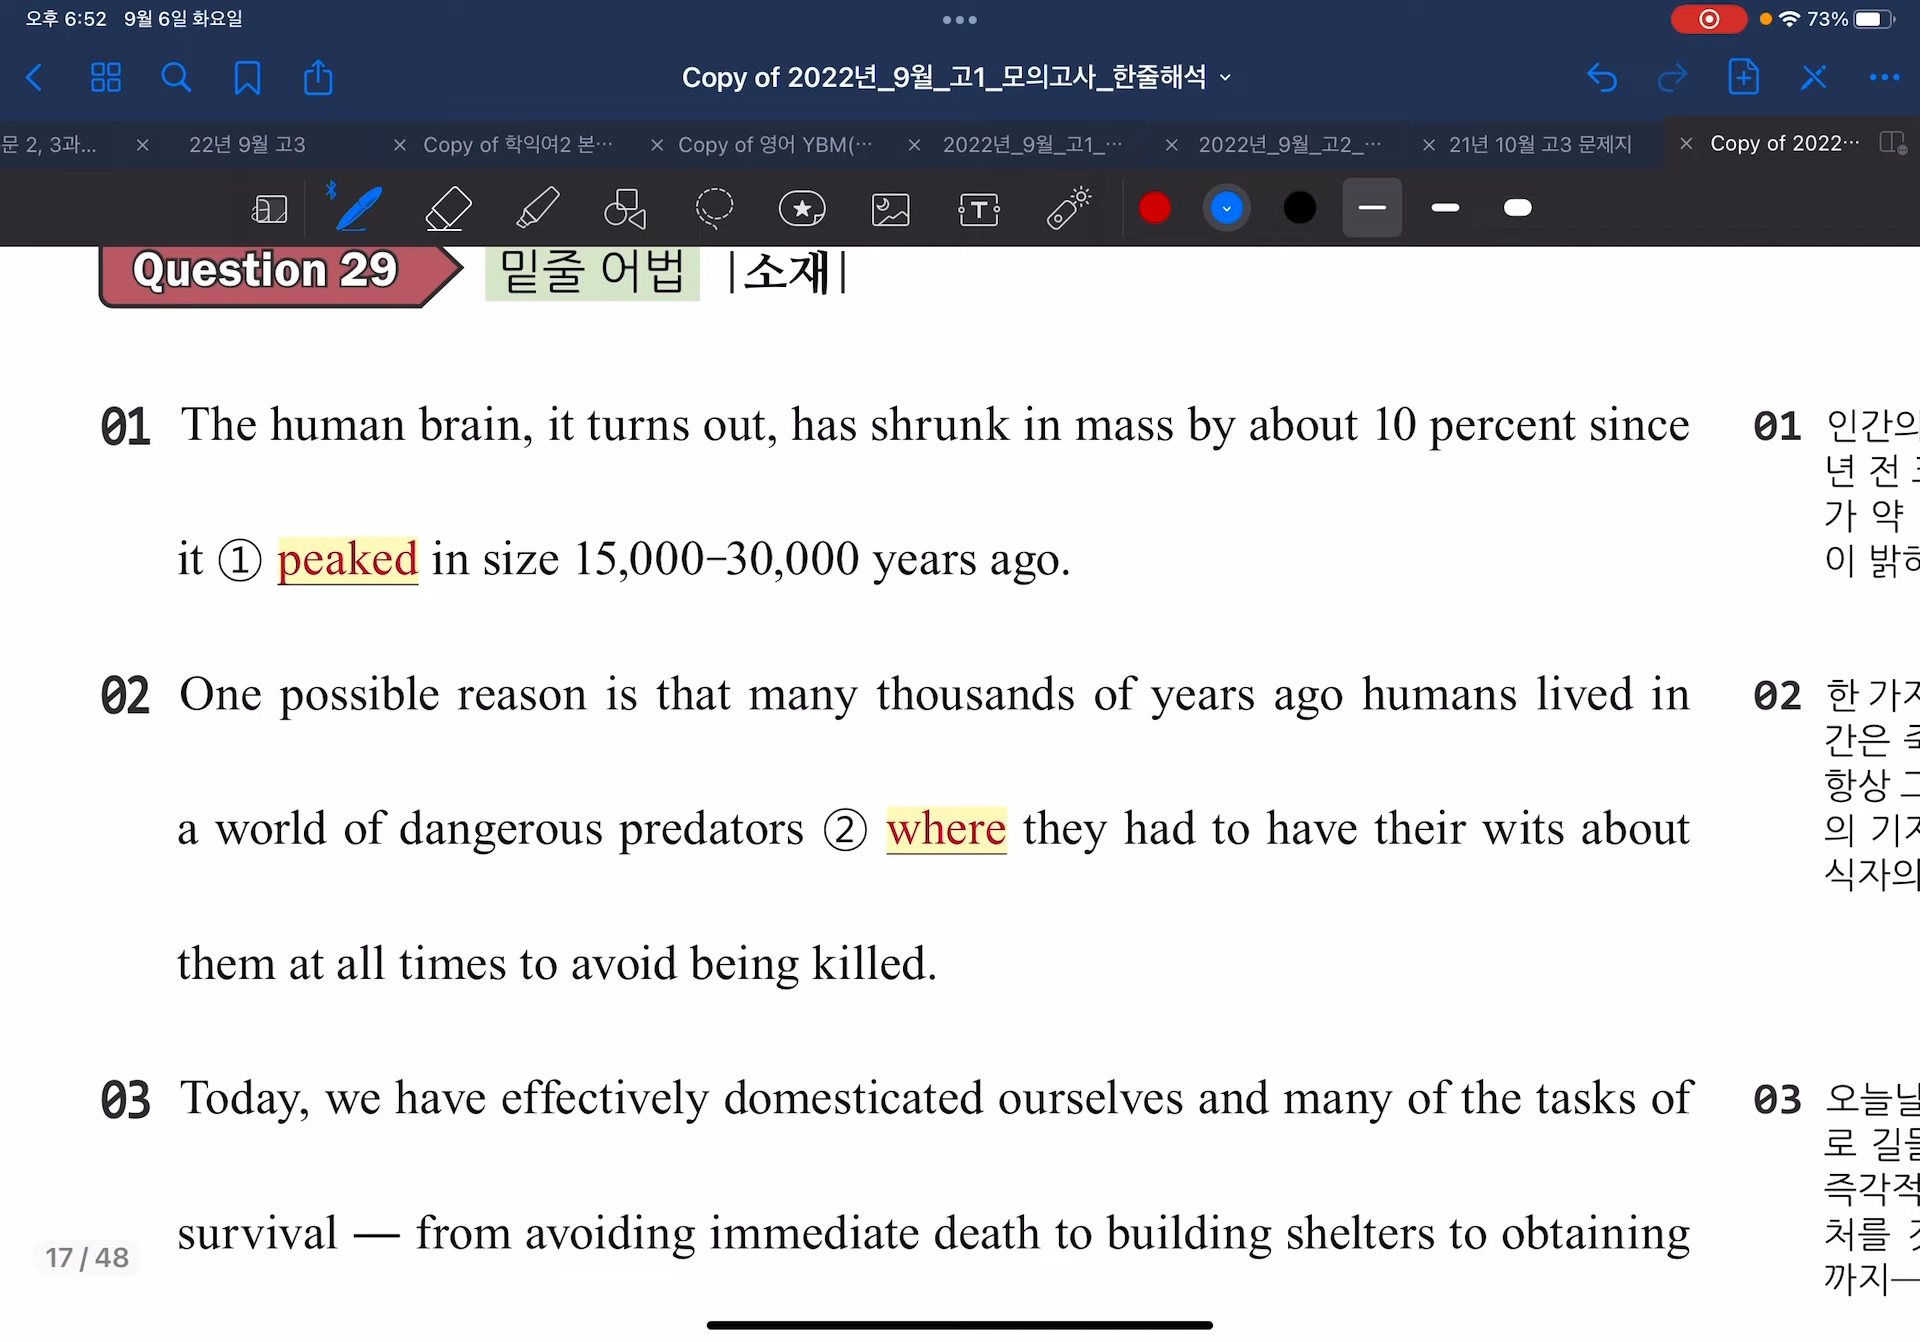 오후 6:52 9월 6일 화요일
73%
Copy of 2022년_9월_고1_모의고사_한줄해석
문 2, 3과...
22년 9월 고3
Copy of 학익여2 본...
Copy of 영어 YBM(...
2022년_9월_고1_...
2022년_9월_고2_...
21년 10월 고3 문제지
Copy of 2022...
Question 29 밑줄 어법 |소재|
01 The human brain, it turns out, has shrunk in mass by about 10 percent since
it ① peaked in size 15,000–30,000 years ago.
02 One possible reason is that many thousands of years ago humans lived in
a world of dangerous predators ② where they had to have their wits about
them at all times to avoid being killed.
03 Today, we have effectively domesticated ourselves and many of the tasks of
survival — from avoiding immediate death to building shelters to obtaining
01 인간의
년 전
가 약
이
02 한
간은
항상
의
식자의
03 오늘날
로
즉각적
처를
까지—
17 / 48